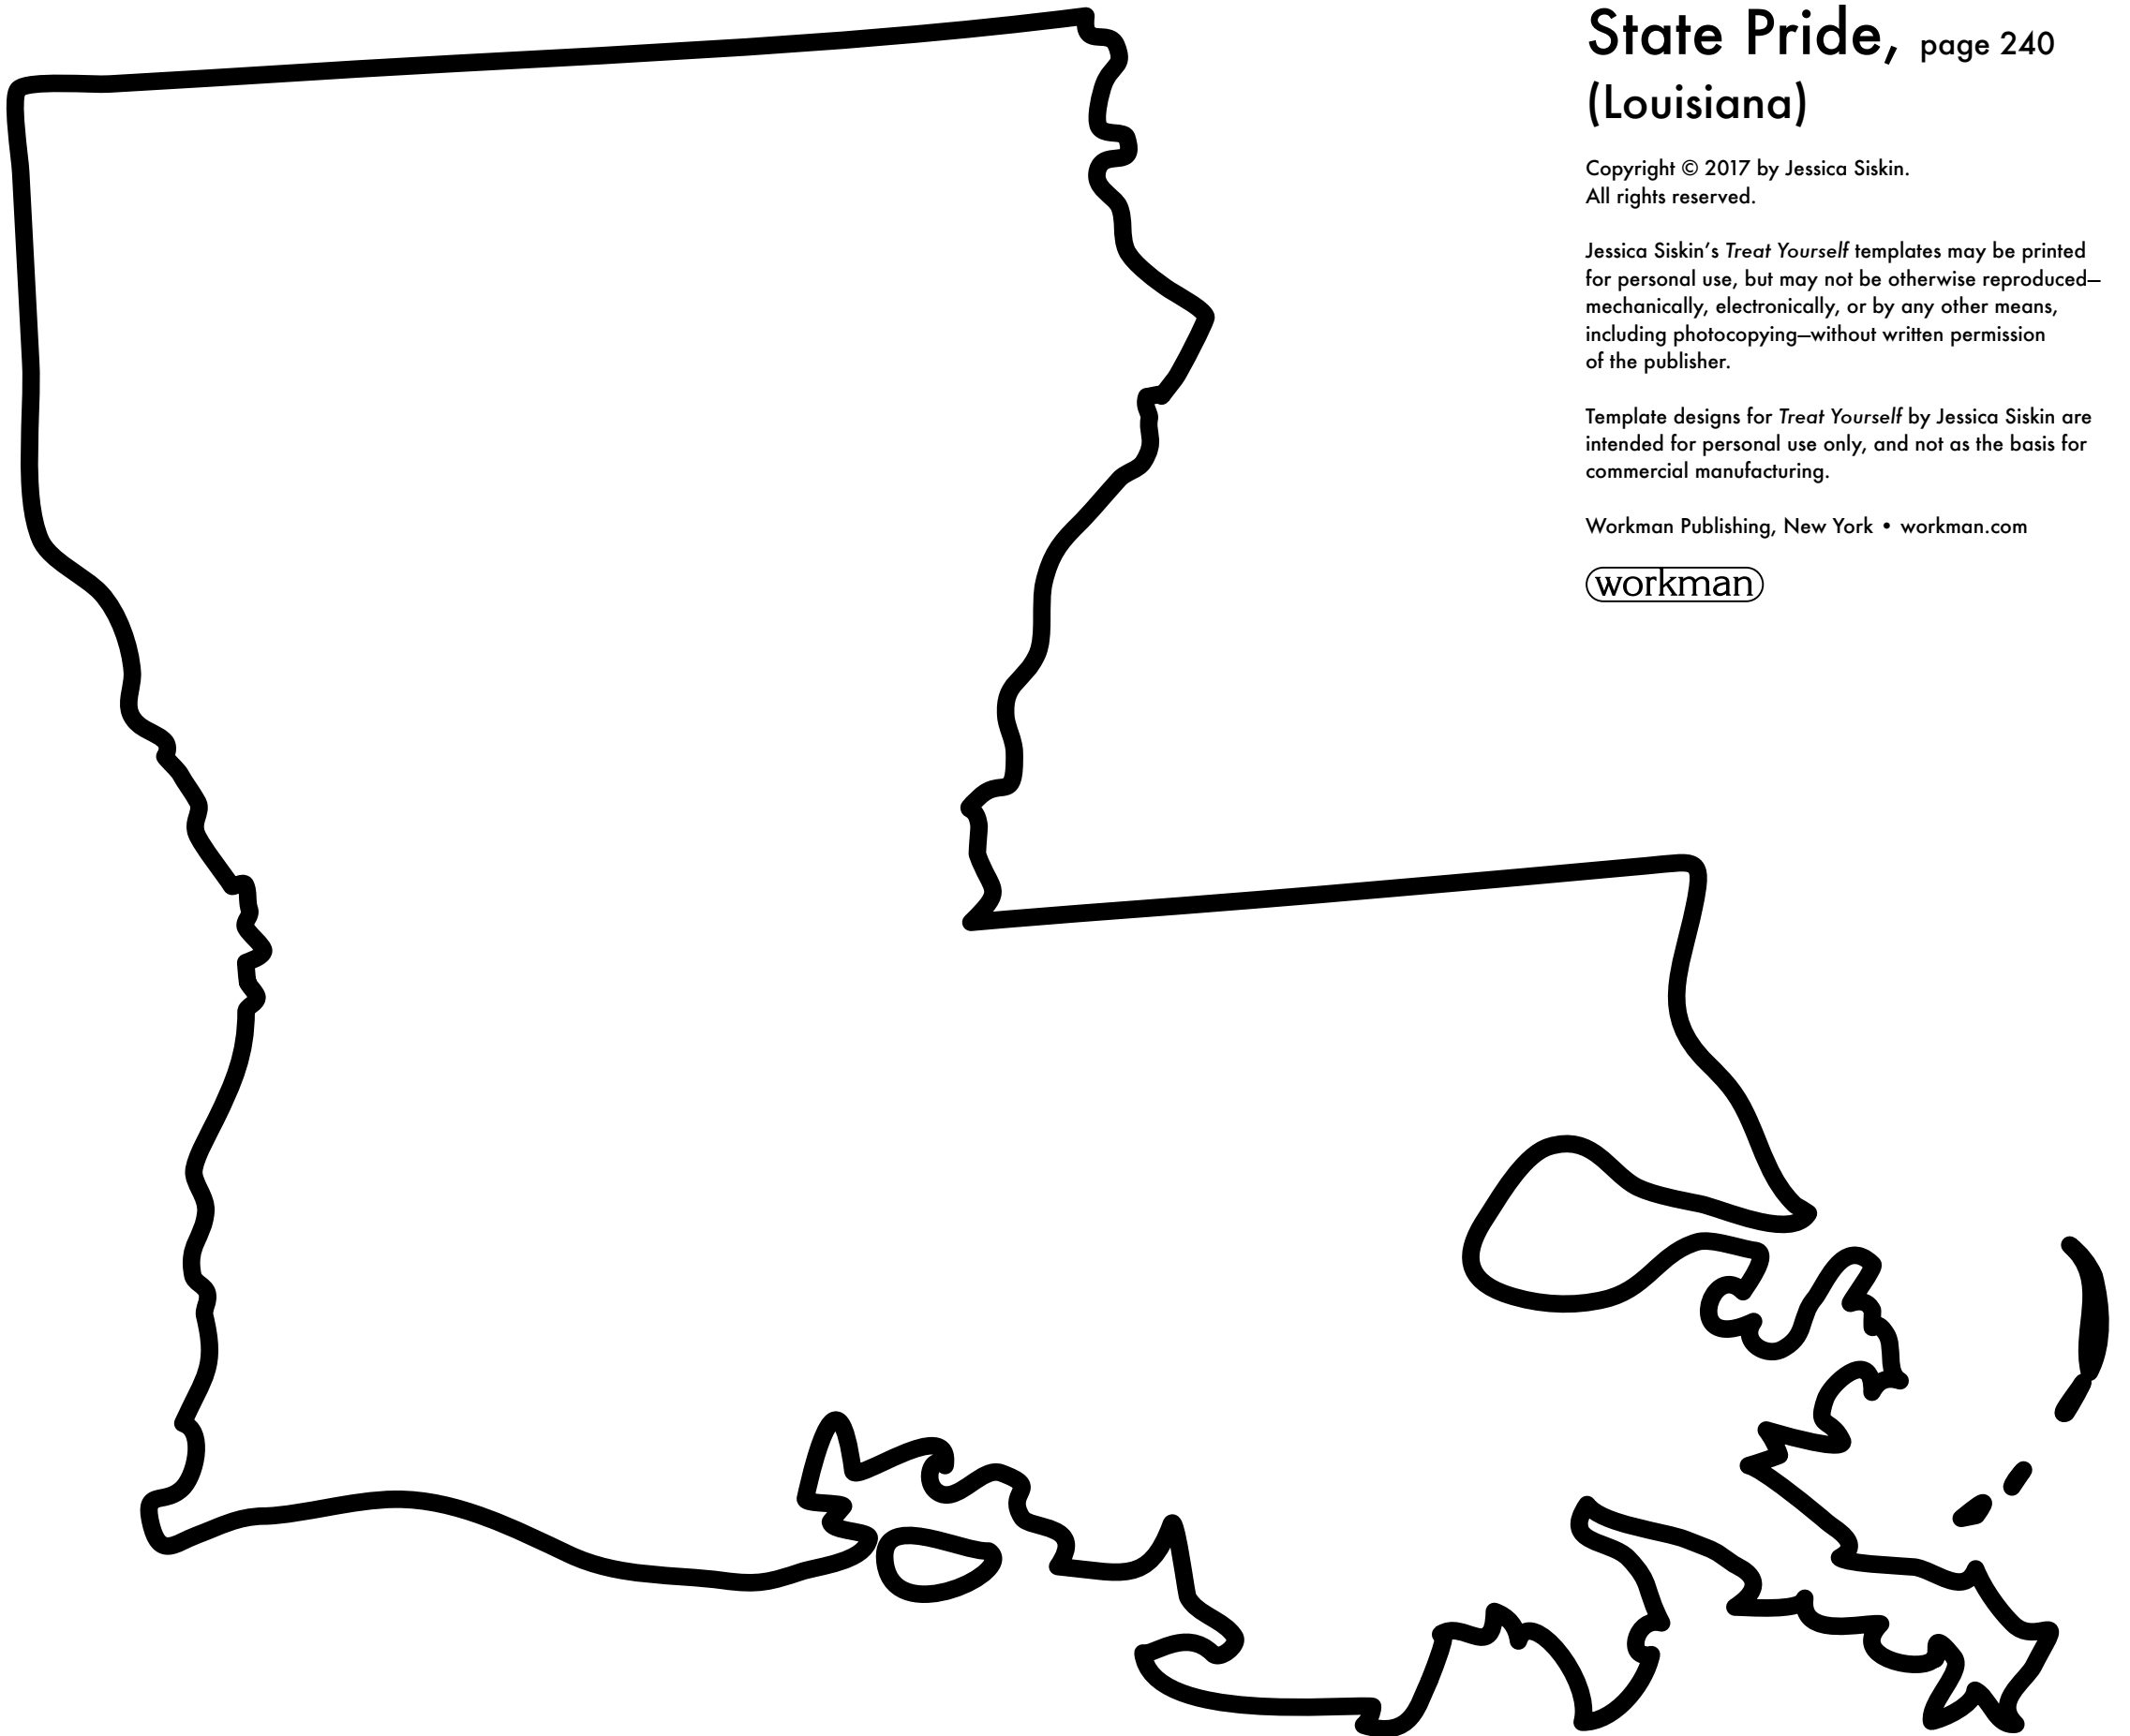 State Pride, page 240
(Louisiana)
Copyright © 2017 by Jessica Siskin.
All rights reserved.
Jessica Siskin’s Treat Yourself templates may be printed
for personal use, but may not be otherwise reproduced—
mechanically, electronically, or by any other means,
including photocopying—without written permission
of the publisher.
Template designs for Treat Yourself by Jessica Siskin are
intended for personal use only, and not as the basis for
commercial manufacturing.
Workman Publishing, New York • workman.com
workman